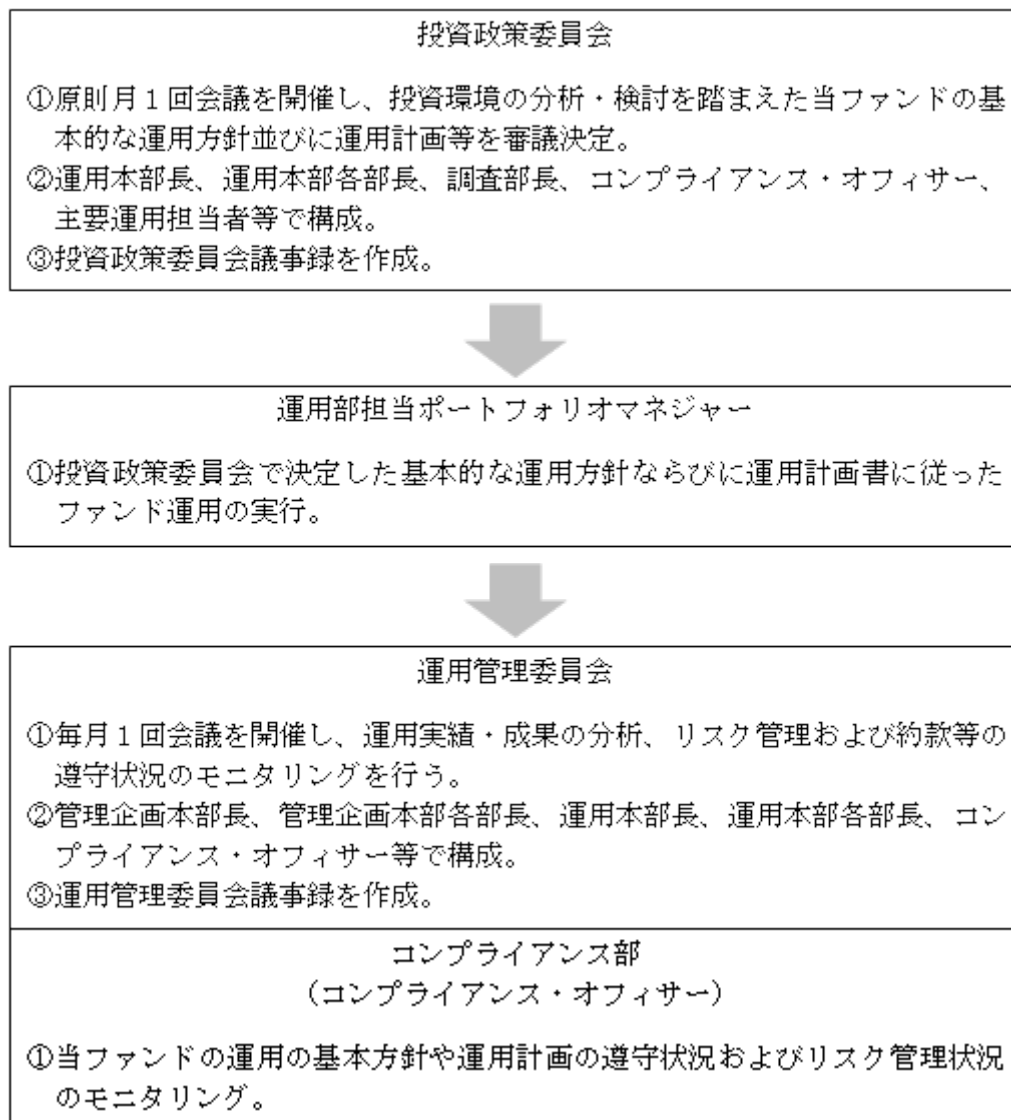 投資政策委員会
①原則月１回会議を開催し、投資環境の分析・検討を踏まえた当ファンドの基
本的な運用方針並びに運用計画等を審議決定。
②運用本部長、運用本部各部長、調査部長、コンプライアンス・オフィサー、
主要運用担当者等で構成。
③投資政策委員会議事録を作成。
運用部担当ポートフォリオマネジャー
①投資政策委員会で決定した基本的な運用方針ならびに運用計画書に従った
ファンド運用の実行。
運用管理委員会
①毎月１回会議を開催し、運用実績・成果の分析、リスク管理および約款等の
遵守状況のモニタリングを行う。
②管理企画本部長、管理企画本部各部長、運用本部長、運用本部各部長、コン
プライアンス・オフィサー等で構成。
③運用管理委員会議事録を作成。
コンプライアンス部
（コンプライアンス・オフィサー）
①当ファンドの運用の基本方針や運用計画の遵守状況およびリスク管理状況
のモニタリング。